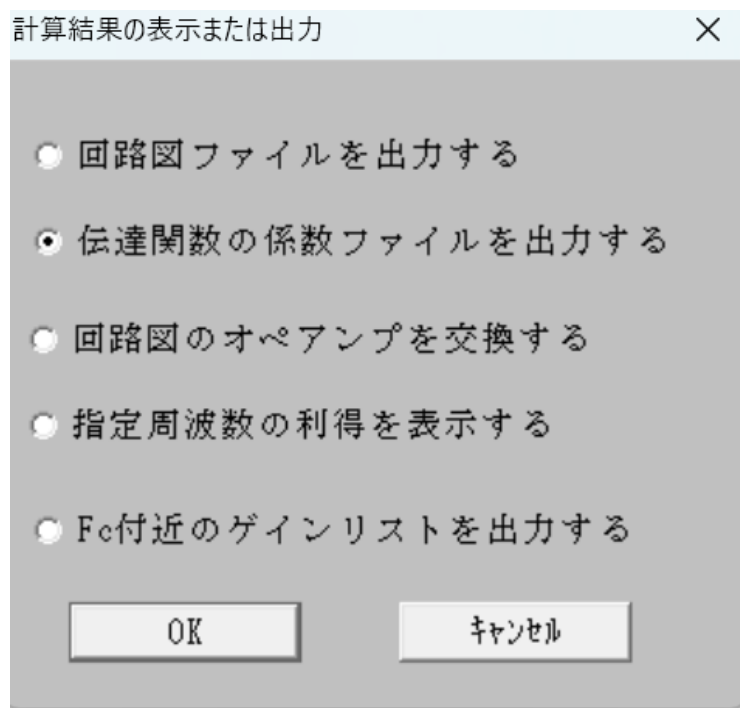 計算結果の表示または出力
回路図ファイルを出力する
伝達関数の係数ファイルを出力する
回路図のオペアンプを交換する
指定周波数の利得を表示する
Fc付近のゲインリストを出力する
OK
ｷｬﾝｾﾙ